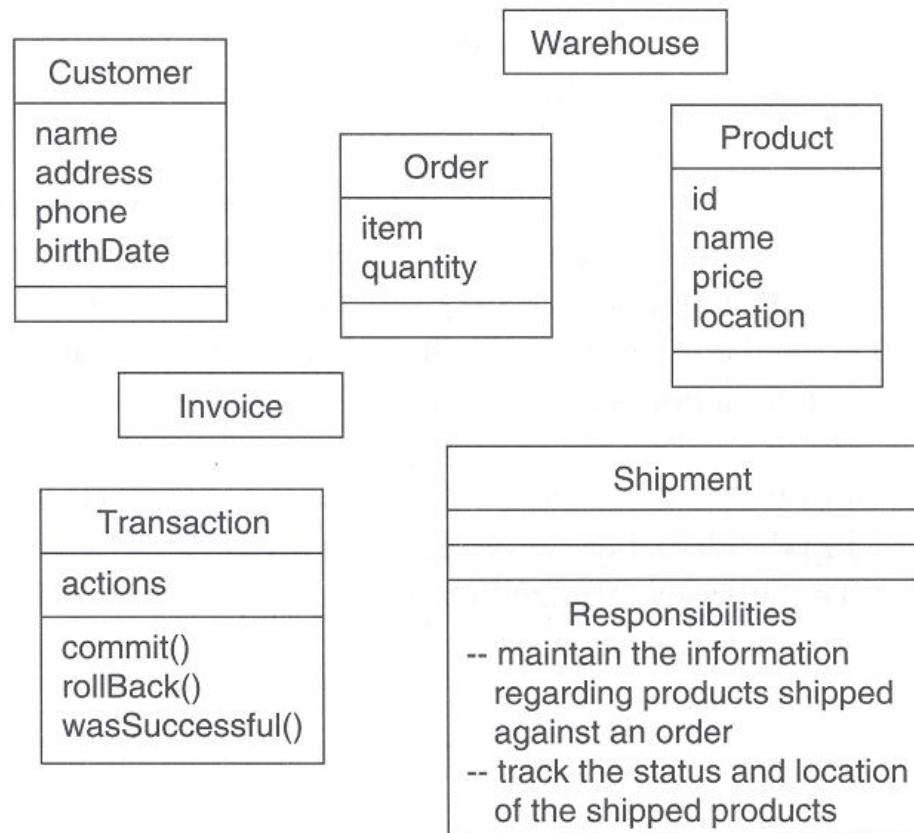 Customer
name
address
phone
birthDate
Warehouse
Order
item
quantity
Product
id
name
price
location
Invoice
Transaction
actions
commit()
rollBack()
wasSuccessful()
Shipment
Responsibilities
-- maintain the information
regarding products shipped
against an order
-- track the status and location
of the shipped products